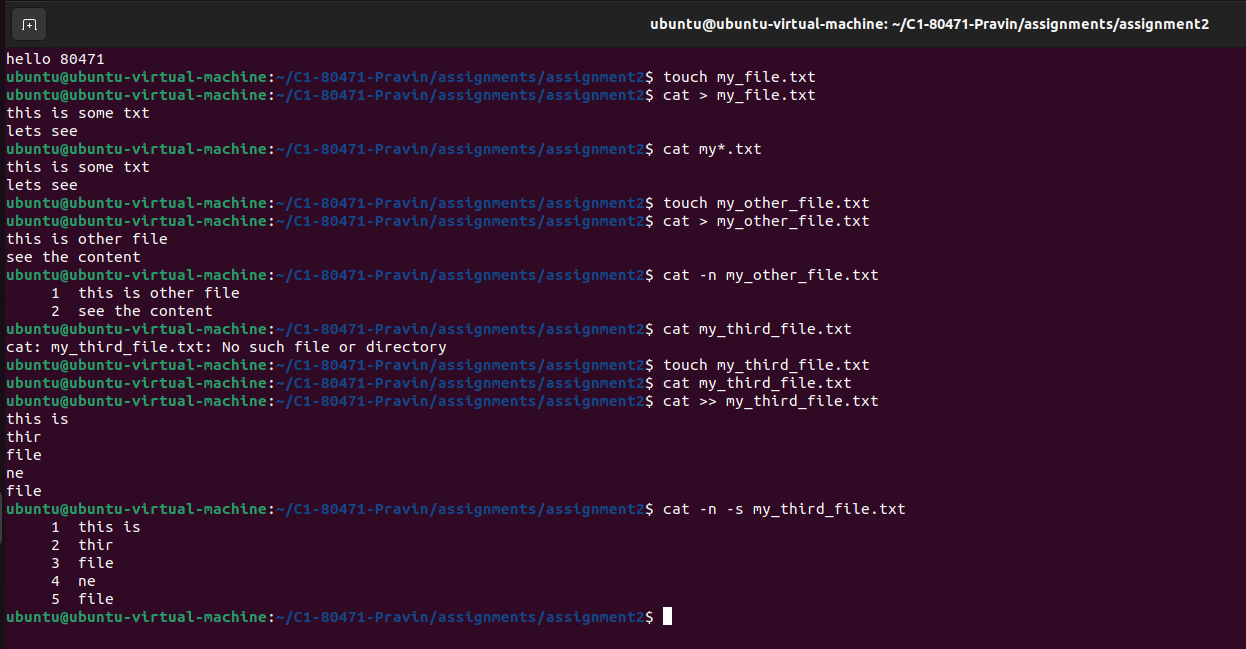 ubuntu@ubuntu-virtual-machine: ~/C1-80471-Pravin/assignments/assignment2
hello 80471
ubuntu@ubuntu-virtual-machine:~/C1-80471-Pravin/assignments/assignment2$ touch my_file.txt
ubuntu@ubuntu-virtual-machine:~/C1-80471-Pravin/assignments/assignment2$ cat > my_file.txt
this is some txt
lets see
ubuntu@ubuntu-virtual-machine:~/C1-80471-Pravin/assignments/assignment2$ cat my*.txt
this is some txt
lets see
ubuntu@ubuntu-virtual-machine:~/C1-80471-Pravin/assignments/assignment2$ touch my_other_file.txt
ubuntu@ubuntu-virtual-machine:~/C1-80471-Pravin/assignments/assignment2$ cat > my_other_file.txt
this is other file
see the content
ubuntu@ubuntu-virtual-machine:~/C1-80471-Pravin/assignments/assignment2$ cat -n my_other_file.txt
     1  this is other file
     2  see the content
ubuntu@ubuntu-virtual-machine:~/C1-80471-Pravin/assignments/assignment2$ cat my_third_file.txt
cat: my_third_file.txt: No such file or directory
ubuntu@ubuntu-virtual-machine:~/C1-80471-Pravin/assignments/assignment2$ touch my_third_file.txt
ubuntu@ubuntu-virtual-machine:~/C1-80471-Pravin/assignments/assignment2$ cat my_third_file.txt
ubuntu@ubuntu-virtual-machine:~/C1-80471-Pravin/assignments/assignment2$ cat >> my_third_file.txt
this is
thir
file
ne
file
ubuntu@ubuntu-virtual-machine:~/C1-80471-Pravin/assignments/assignment2$ cat -n -s my_third_file.txt
     1  this is
     2  thir
     3  file
     4  ne
     5  file
ubuntu@ubuntu-virtual-machine:~/C1-80471-Pravin/assignments/assignment2$